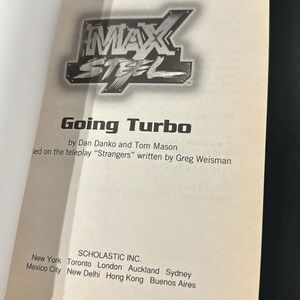 MAX
STEEL
Going Turbo
by Dan Danko and Tom Mason
sed on the teleplay "Strangers" written by Greg Weisman
SCHOLASTIC INC.
New York Toronto London Auckland Sydney
Mexico City New Delhi Hong Kong Buenos Aires